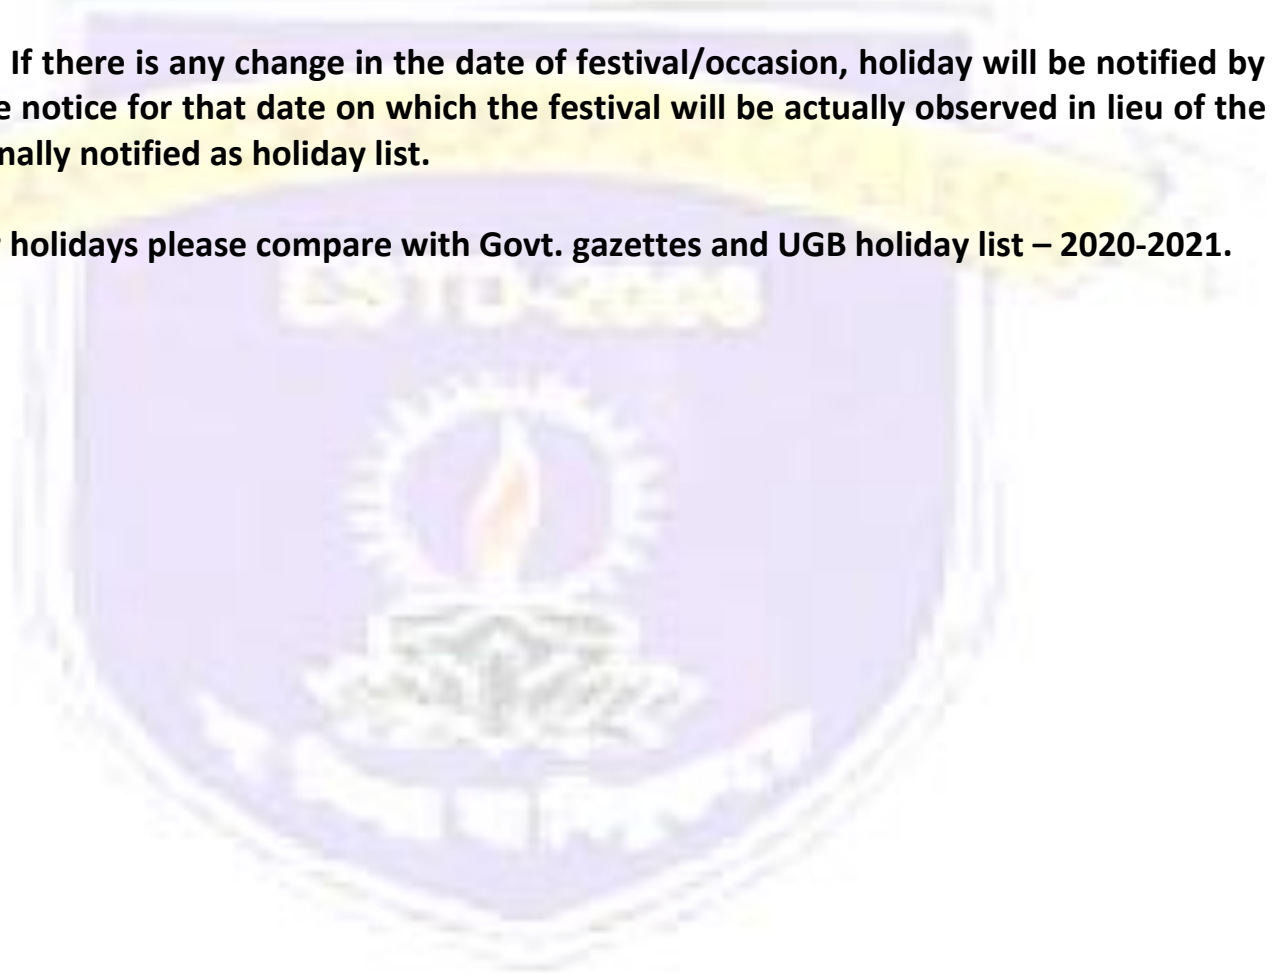 If there is any change in the date of festival/occasion, holiday will be notified by
e notice for that date on which the festival will be actually observed in lieu of the
nally notified as holiday list.
holidays please compare with Govt. gazettes and UGB holiday list – 2020-2021.
ESTD-2008